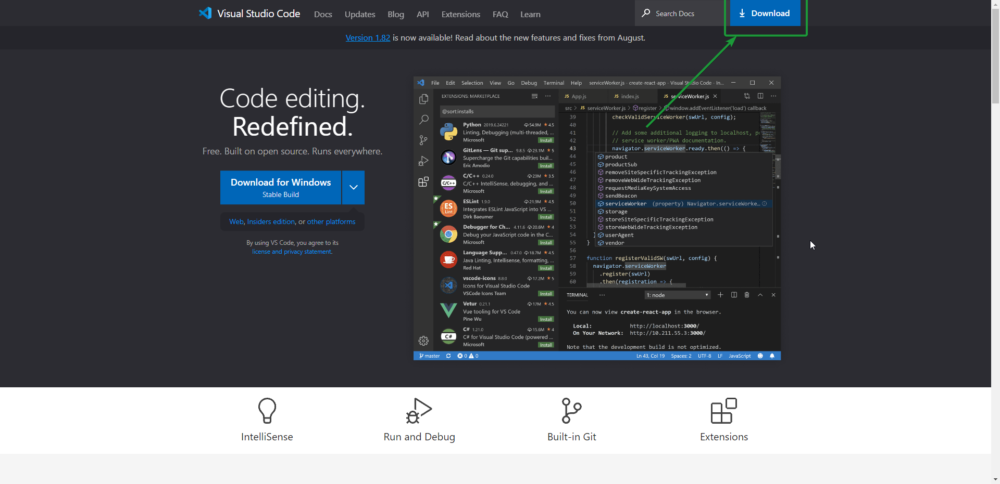 Visual Studio Code Docs Updates Blog API Extensions FAQ Learn Search Docs Download
Version 1.82 is now available! Read about the new features and fixes from August.
Code editing.
Redefined.
Free. Built on open source. Runs everywhere.
Download for Windows
Stable Build
Web, Insiders edition, or other platforms
By using VS Code, you agree to its
license and privacy statement.
File Edit Selection View Go Debug Terminal Help serviceWorker.js - create-react-app - Visual Studio Code - In...
EXTENSIONS: MARKETPLACE
@sort:installs
Python 2019.6.24221 54.9M 4.5
Linting, Debugging (multi-threaded, ...
Microsoft Install
GitLens — Git sup... 9.8.5 23.1M 5
Supercharge the Git capabilities buil...
Eric Amodio Install
C/C++ 0.24.0 23M 3.5
C/C++
C/C++ IntelliSense, debugging, and ...
Microsoft Install
ESLint 1.9.0 21.9M 4.5
ES
Lint
Integrates ESLint JavaScript into VS ...
Dirk Baeumer Install
Debugger for Ch... 4.11.6 20.6M 4
Debug your JavaScript code in the C...
Microsoft Install
Language Supp... 0.47.0 18.7M 4.5
Java Linting, Intellisense, formatting, ...
Red Hat Install
vscode-icons 8.8.0 17.2M 5
Icons for Visual Studio Code
VSCode Icons Team Install
Vetur 0.21.1 17M 4.5
Vue tooling for VS Code
Pine Wu Install
C# 1.21.0 15.6M 4
C#
C# for Visual Studio Code (powered ...
Microsoft Install
JS App.js JS index.js JS serviceWorker.js
src > JS serviceWorker.js > register > window.addEventListener('load') callback
39 checkValidServiceWorker(swUrl, config);
40
41 // Add some additional logging to localhost, p
42 // service worker/PWA documentation.
43 navigator.serviceWorker.ready.then(() => {
44 product
45 productSub
46 removeSiteSpecificTrackingException
47 removeWebWideTrackingException
48 requestMediaKeySystemAccess
49 sendBeacon
50 serviceWorker (property) Navigator.serviceWorke...
51 storage
52 storeSiteSpecificTrackingException
53 storeWebWideTrackingException
54 } userAgent
55 } vendor
56
57 function registerValidSW(swUrl, config) {
58 navigator.serviceWorker
59 .register(swUrl)
60 .then(registration => {
TERMINAL ... 1: node
You can now view create-react-app in the browser.
Local: http://localhost:3000/
On Your Network: http://10.211.55.3:3000/
Note that the development build is not optimized.
master 0 0 Ln 43, Col 19 Spaces: 2 UTF-8 LF JavaScript
IntelliSense
Run and Debug
Built-in Git
Extensions